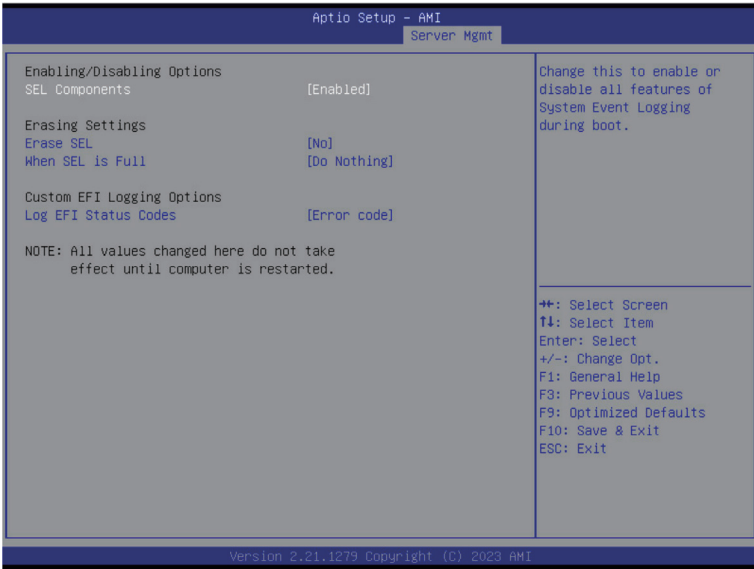 Aptio Setup – AMI
Server Mgmt
Enabling/Disabling Options
SEL Components [Enabled]
Erasing Settings
Erase SEL [No]
When SEL is Full [Do Nothing]
Custom EFI Logging Options
Log EFI Status Codes [Error code]
NOTE: All values changed here do not take
effect until computer is restarted.
Change this to enable or
disable all features of
System Event Logging
during boot.
→←: Select Screen
↑↓: Select Item
Enter: Select
+/-: Change Opt.
F1: General Help
F3: Previous Values
F9: Optimized Defaults
F10: Save & Exit
ESC: Exit
Version 2.21.1279 Copyright (C) 2023 AMI